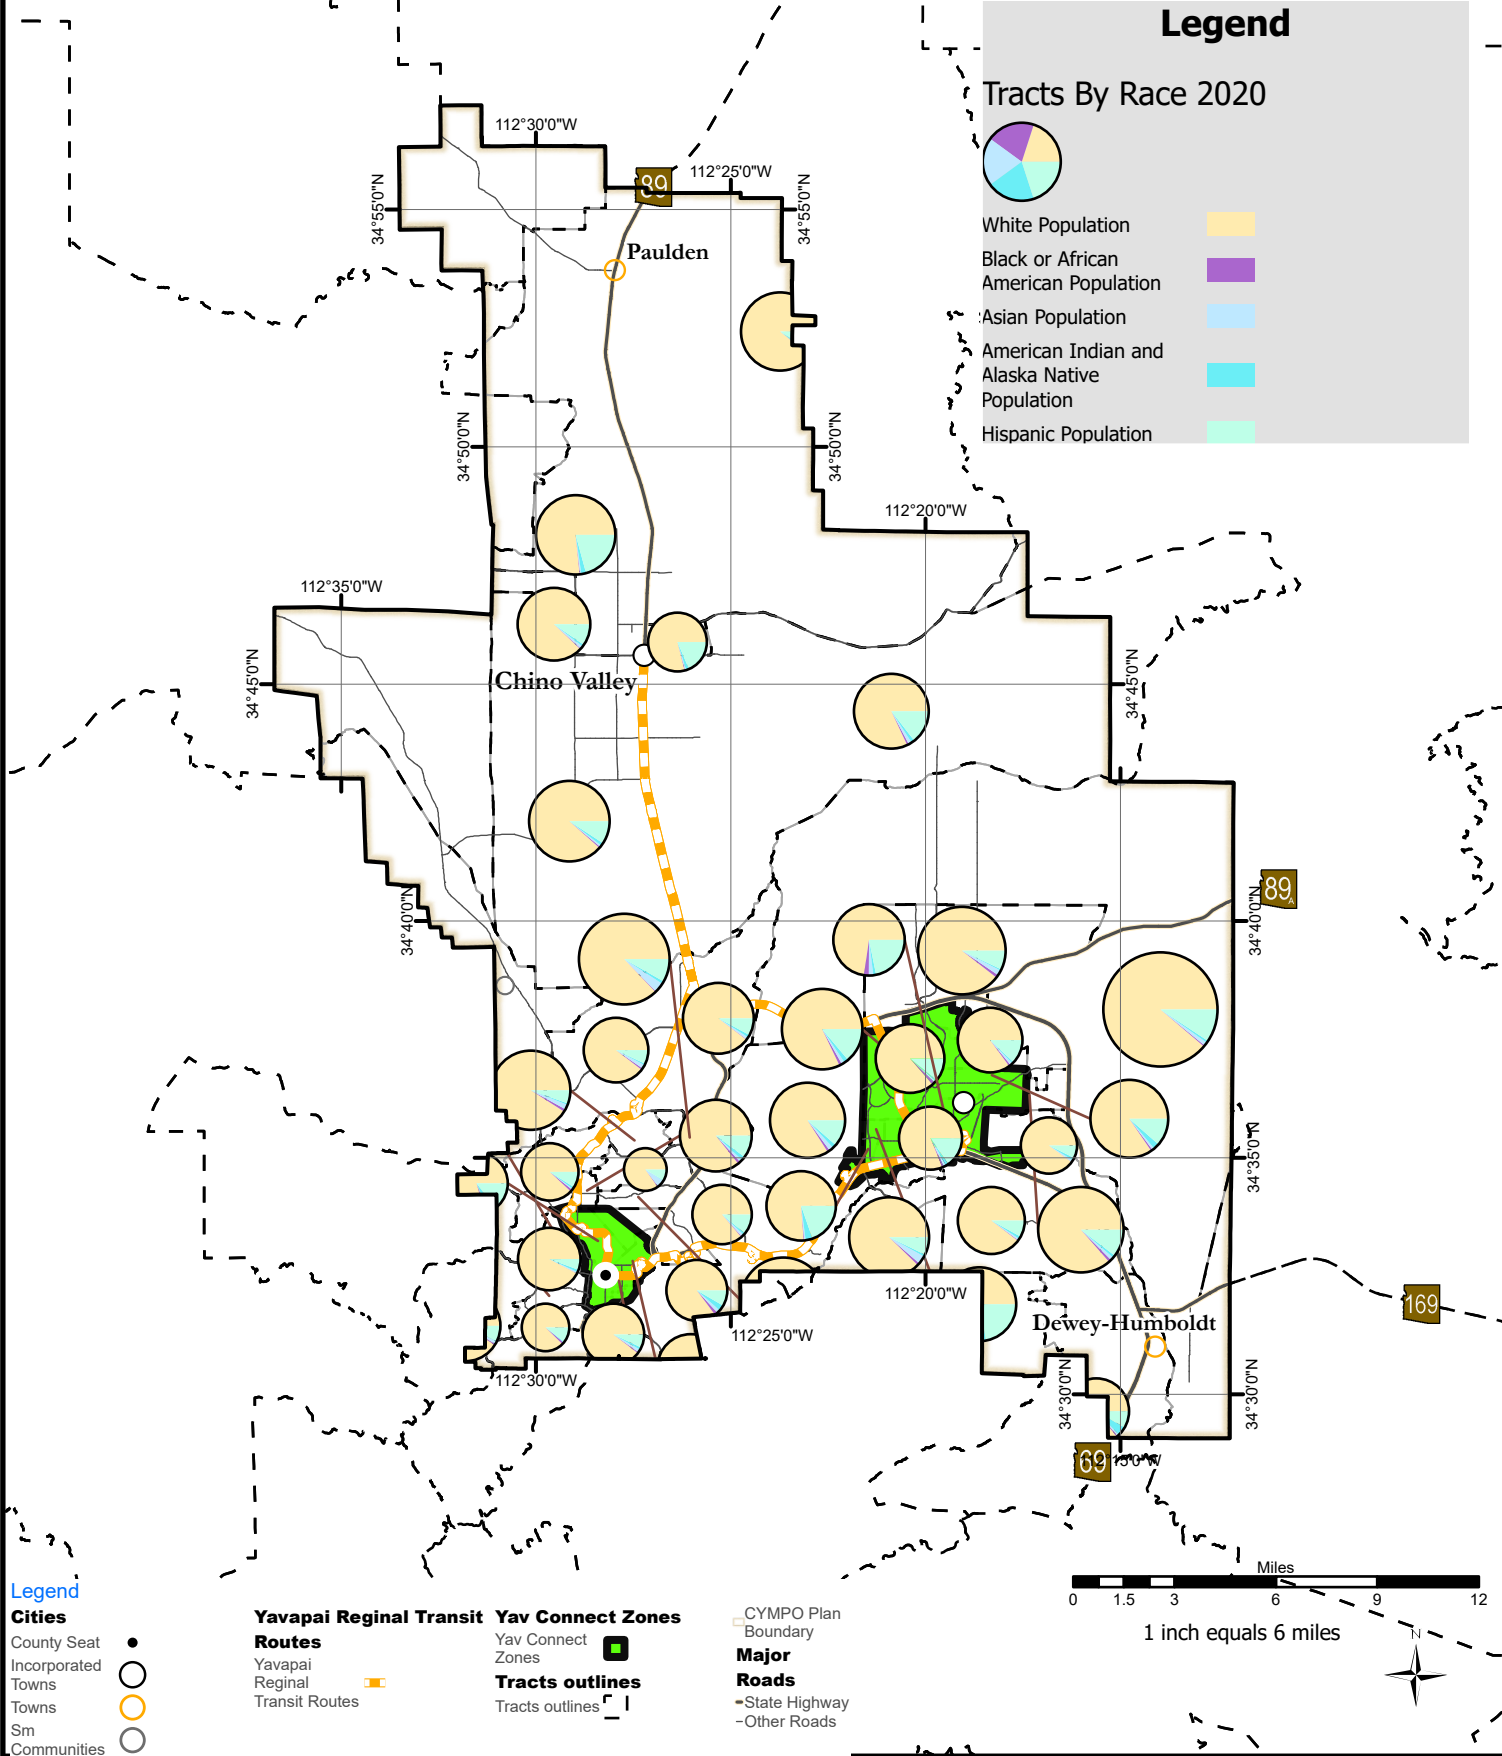 Legend
Tracts By Race 2020
White Population
Black or African
American Population
Asian Population
American Indian and
Alaska Native
Population
Hispanic Population
112°30'0"W
112°25'0"W
89
34°55'0"N
34°55'0"N
Paulden
34°50'0"N
34°50'0"N
112°20'0"W
112°35'0"W
Chino Valley
34°45'0"N
34°45'0"N
89
A
34°40'0"N
34°40'0"N
34°35'0"N
112°20'0"W
169
Dewey-Humboldt
112°25'0"W
112°30'0"W
34°30'0"N
34°30'0"N
69
112°15'0"W
Miles
0 1.5 3 6 9 12
1 inch equals 6 miles
N
Legend
Cities
County Seat
Incorporated
Towns
Towns
Sm
Communities
Yavapai Reginal Transit
Routes
Yavapai
Reginal
Transit Routes
Yav Connect Zones
Yav Connect
Zones
Tracts outlines
Tracts outlines
CYMPO Plan
Boundary
Major
Roads
State Highway
Other Roads